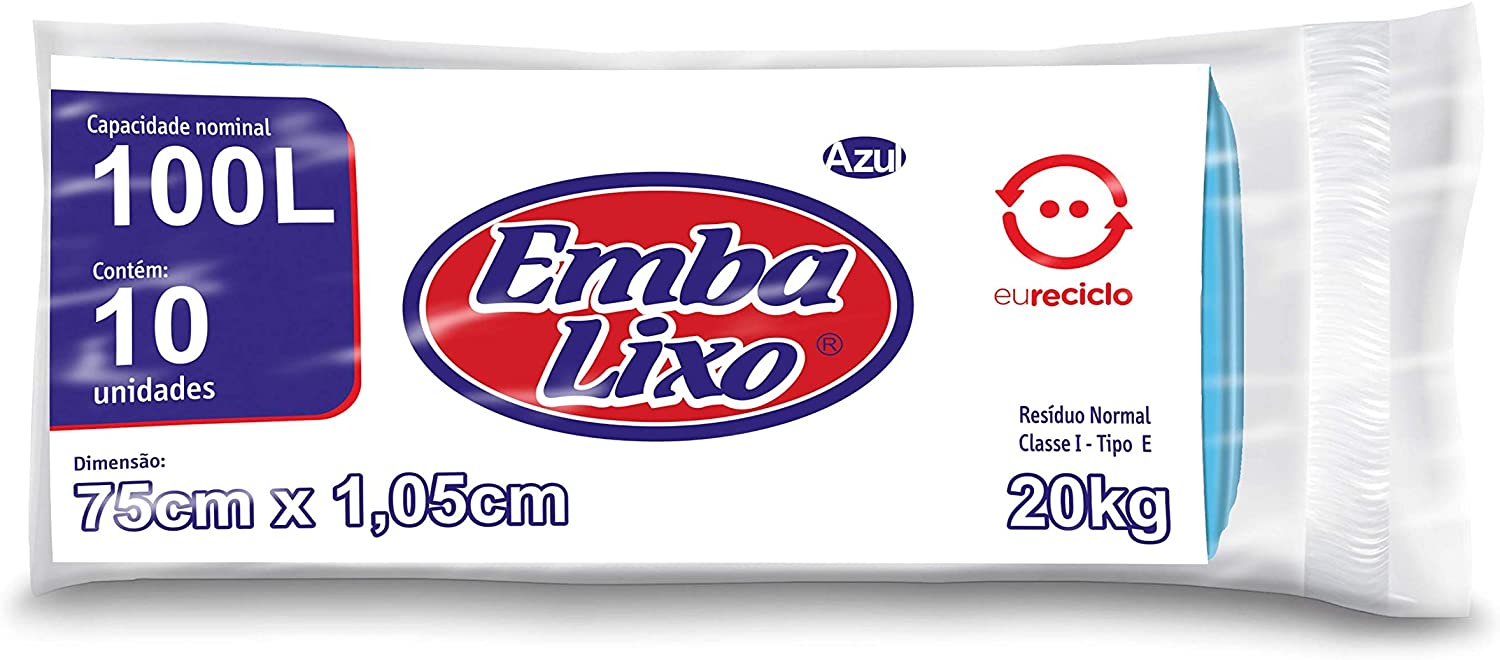 Capacidade nominal
100L
Contém:
10
unidades
Dimensão:
75cm x 1,05cm
Azul
Emba
Lixo®
eureciclo
Resíduo Normal
Classe I - Tipo E
20kg